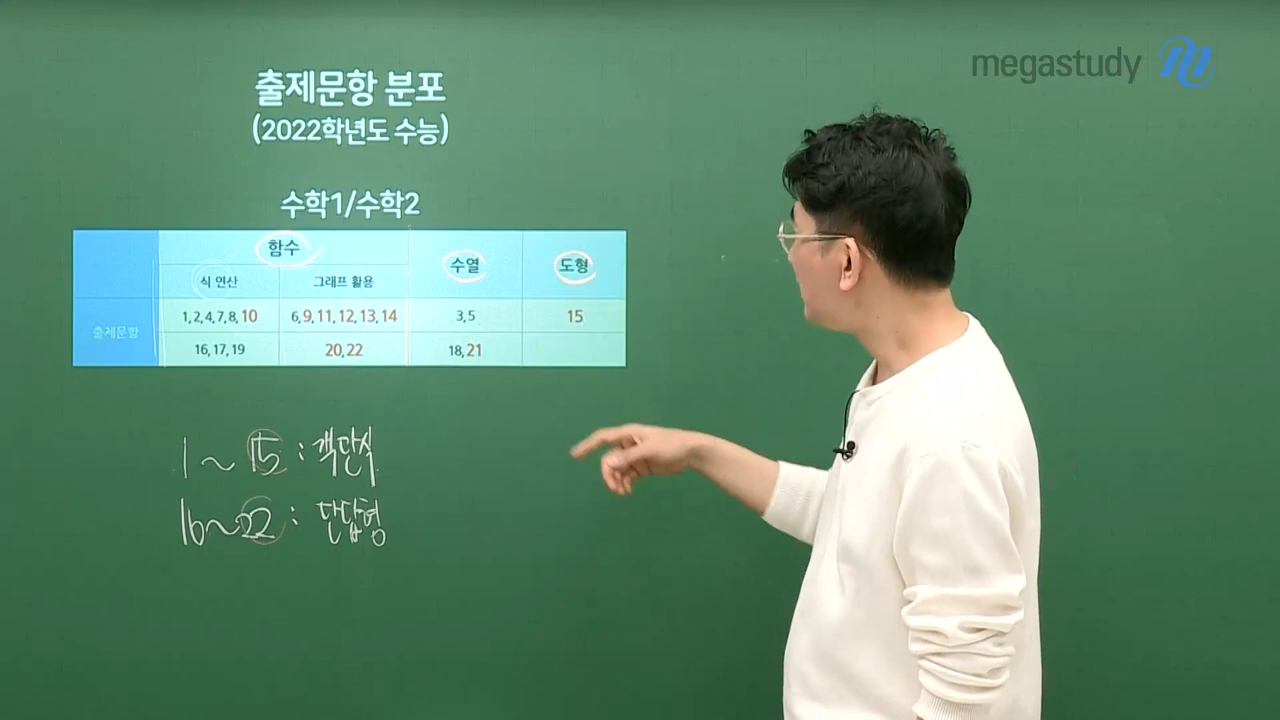 megastudy
출제문항 분포
(2022학년도 수능)
수학1/수학2
함수
수열
도형
식 연산
그래프 활용
출제문항
1, 2, 4, 7, 8, 10
6, 9, 11, 12, 13, 14
3, 5
15
16, 17, 19
20, 22
18, 21
1 ~ 15 : 객단식
16 ~ 22 : 단답형